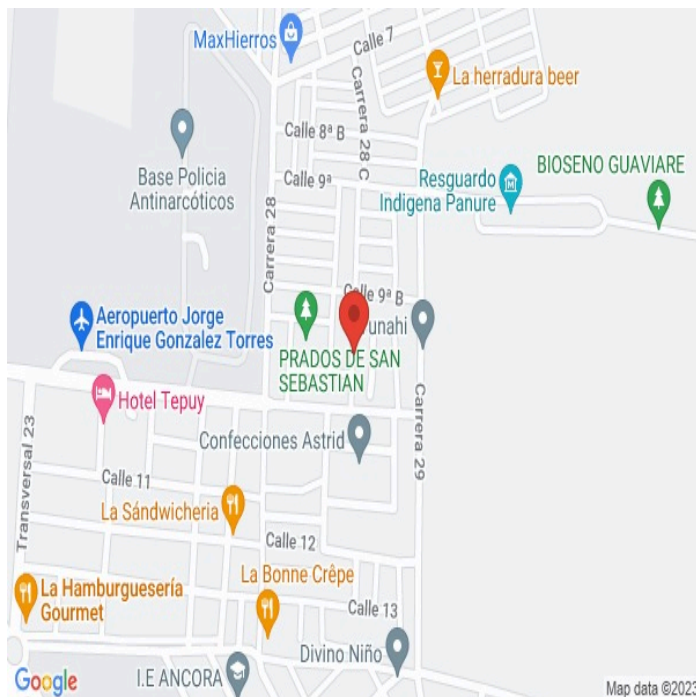 MaxHierros
Calle 7
La herradura beer
Calle 8ª B
Carrera 28 C
Base Policia
Antinarcóticos
Calle 9ª
Resguardo
Indigena Panure
BIOSENO GUAVIARE
Carrera 28
Calle 9ª B
unahi
Aeropuerto Jorge
Enrique Gonzalez Torres
PRADOS DE SAN
SEBASTIAN
Hotel Tepuy
Carrera 29
Transversal 23
Confecciones Astrid
Calle 11
La Sándwicheria
Calle 12
La Bonne Crêpe
La Hamburguesería
Gourmet
Calle 13
Divino Niño
I.E ANCORA
Google
Map data ©2023